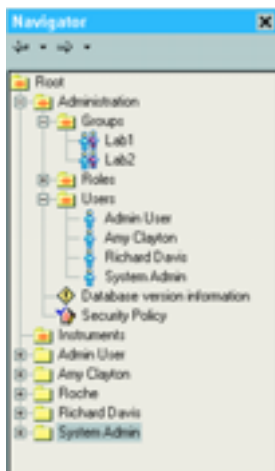 Navigator
Root
Administration
Groups
Lab1
Lab2
Roles
Users
Admin User
Amy Clayton
Richard Davis
System Admin
Database version information
Security Policy
Instruments
Admin User
Amy Clayton
Roche
Richard Davis
System Admin